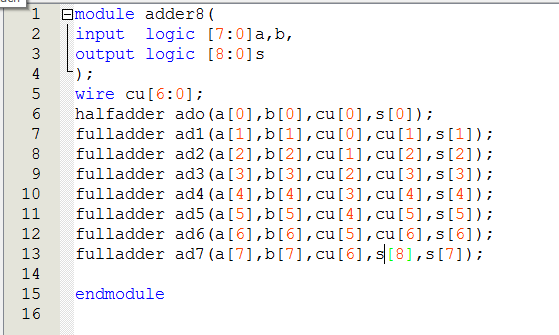 1 module adder8(
2 input  logic [7:0]a,b,
3 output logic [8:0]s
4 );
5 wire cu[6:0];
6 halfadder ado(a[0],b[0],cu[0],s[0]);
7 fulladder ad1(a[1],b[1],cu[0],cu[1],s[1]);
8 fulladder ad2(a[2],b[2],cu[1],cu[2],s[2]);
9 fulladder ad3(a[3],b[3],cu[2],cu[3],s[3]);
10 fulladder ad4(a[4],b[4],cu[3],cu[4],s[4]);
11 fulladder ad5(a[5],b[5],cu[4],cu[5],s[5]);
12 fulladder ad6(a[6],b[6],cu[5],cu[6],s[6]);
13 fulladder ad7(a[7],b[7],cu[6],s[8],s[7]);
14
15 endmodule
16